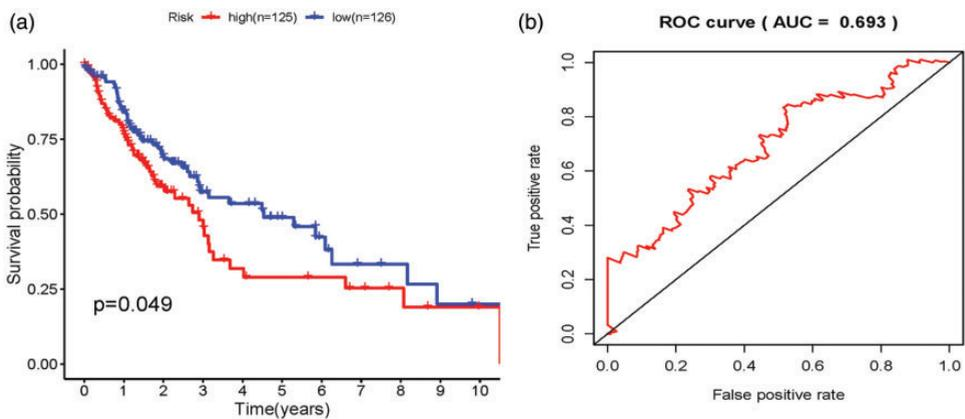 (a)
Risk high(n=125) low(n=126)
Survival probability
1.00
0.75
0.50
0.25
0.00
p=0.049
0 1 2 3 4 5 6 7 8 9 10
Time(years)
(b)
ROC curve ( AUC = 0.693 )
True positive rate
1.0
0.8
0.6
0.4
0.2
0.0
0.0 0.2 0.4 0.6 0.8 1.0
False positive rate